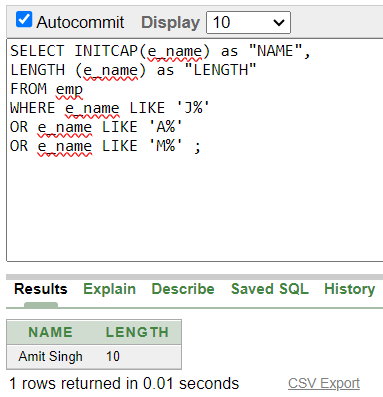 Autocommit Display 10
SELECT INITCAP(e_name) as "NAME",
LENGTH (e_name) as "LENGTH"
FROM emp
WHERE e_name LIKE 'J%'
OR e_name LIKE 'A%'
OR e_name LIKE 'M%' ;
Results Explain Describe Saved SQL History
NAME LENGTH
Amit Singh 10
1 rows returned in 0.01 seconds CSV Export